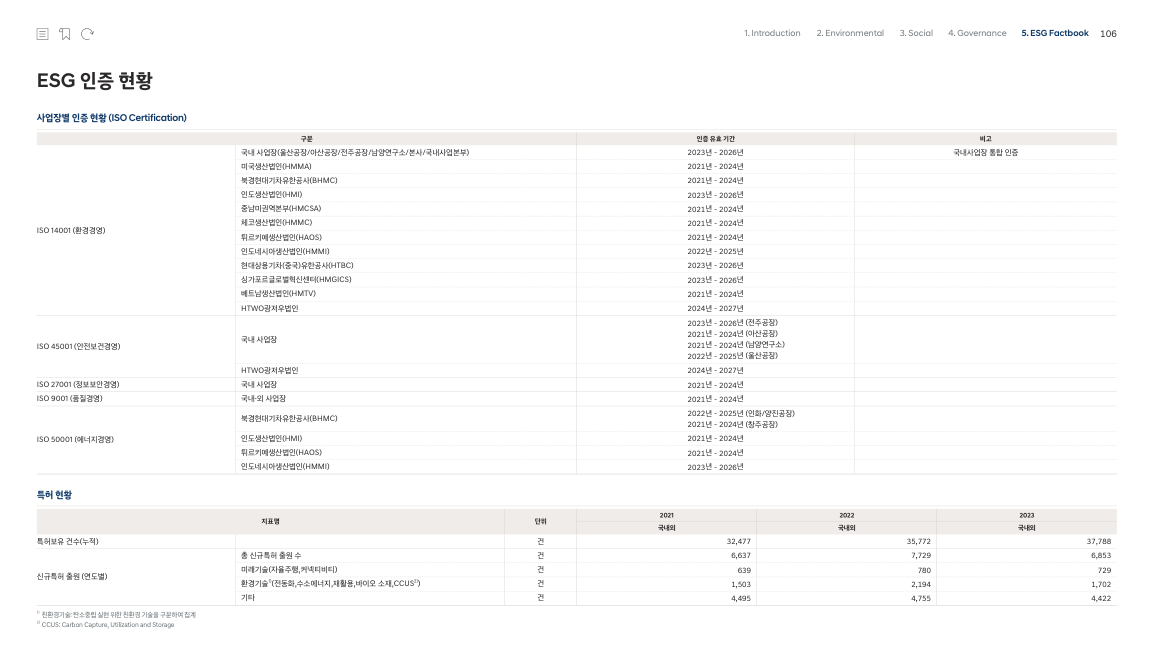 1. Introduction 2. Environmental 3. Social 4. Governance 5. ESG Factbook 106
ESG 인증 현황
사업장별 인증 현황 (ISO Certification)
구분 인증 유효 기간 비고
국내 사업장(울산공장/아산공장/전주공장/남양연구소/본사/국내사업본부) 2023년 - 2026년 국내사업장 통합 인증
미국생산법인(HMMA) 2021년 - 2024년
북경현대기차유한공사(BHMC) 2021년 - 2024년
인도생산법인(HMI) 2023년 - 2026년
중남미권역본부(HMCSA) 2021년 - 2024년
체코생산법인(HMMC) 2021년 - 2024년
ISO 14001 (환경경영)
튀르키예생산법인(HAOS) 2021년 - 2024년
인도네시아생산법인(HMMI) 2022년 - 2025년
현대상용기차(중국)유한공사(HTBC) 2023년 - 2026년
싱가포르글로벌혁신센터(HMGICS) 2023년 - 2026년
베트남생산법인(HMTV) 2021년 - 2024년
HTWO광저우법인 2024년 - 2027년
ISO 45001 (안전보건경영) 국내 사업장
2023년 - 2026년 (전주공장)
2021년 - 2024년 (아산공장)
2021년 - 2024년 (남양연구소)
2022년 - 2025년 (울산공장)
HTWO광저우법인 2024년 - 2027년
ISO 27001 (정보보안경영) 국내 사업장 2021년 - 2024년
ISO 9001 (품질경영) 국내·외 사업장 2021년 - 2024년
ISO 50001 (에너지경영) 북경현대기차유한공사(BHMC)
2022년 - 2025년 (인화/양진공장)
2021년 - 2024년 (창주공장)
인도생산법인(HMI) 2021년 - 2024년
튀르키예생산법인(HAOS) 2021년 - 2024년
인도네시아생산법인(HMMI) 2023년 - 2026년
특허 현황
지표명 단위 2021 2022 2023
국내외 국내외 국내외
특허보유 건수(누적) 건 32,477 35,772 37,788
신규특허 출원 (연도별) 총 신규특허 출원 수 건 6,637 7,729 6,853
미래기술(자율주행,커넥티비티) 건 639 780 729
환경기술1)(전동화,수소에너지,재활용,바이오 소재,CCUS2)) 건 1,503 2,194 1,702
기타 건 4,495 4,755 4,422
1) 친환경기술: 탄소중립 실현 위한 친환경 기술을 구분하여 집계
2) CCUS: Carbon Capture, Utilization and Storage